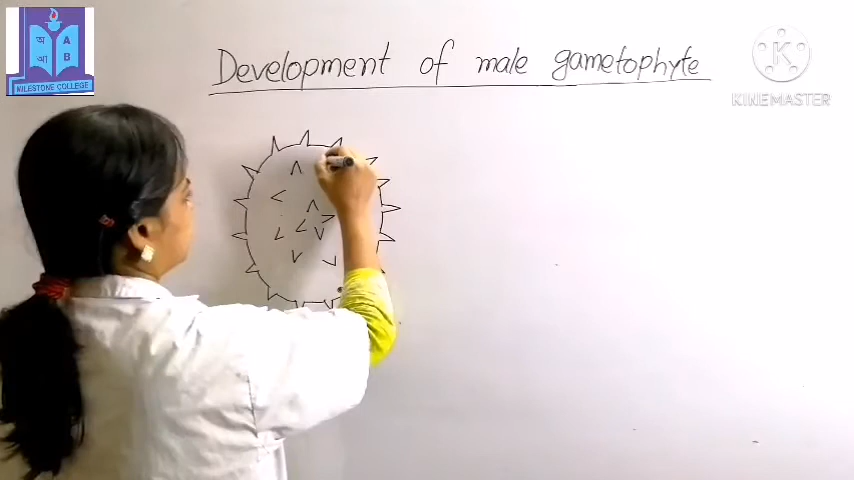 Development of male gametophyte
অ A
আ B
MILESTONE COLLEGE
K
KINEMASTER